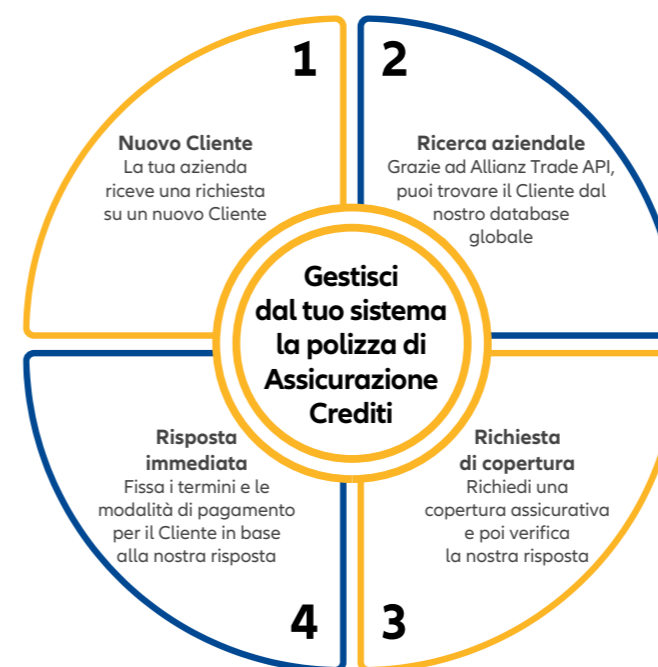 1
Nuovo Cliente
La tua azienda
riceve una richiesta
su un nuovo Cliente
2
Ricerca aziendale
Grazie ad Allianz Trade API,
puoi trovare il Cliente dal
nostro database
globale
Gestisci
dal tuo sistema
la polizza di
Assicurazione
Crediti
Richiesta
di copertura
Richiedi una
copertura assicurativa
e poi verifica
la nostra risposta
3
Risposta
immediata
Fissa i termini e le
modalità di pagamento
per il Cliente in base
alla nostra risposta
4